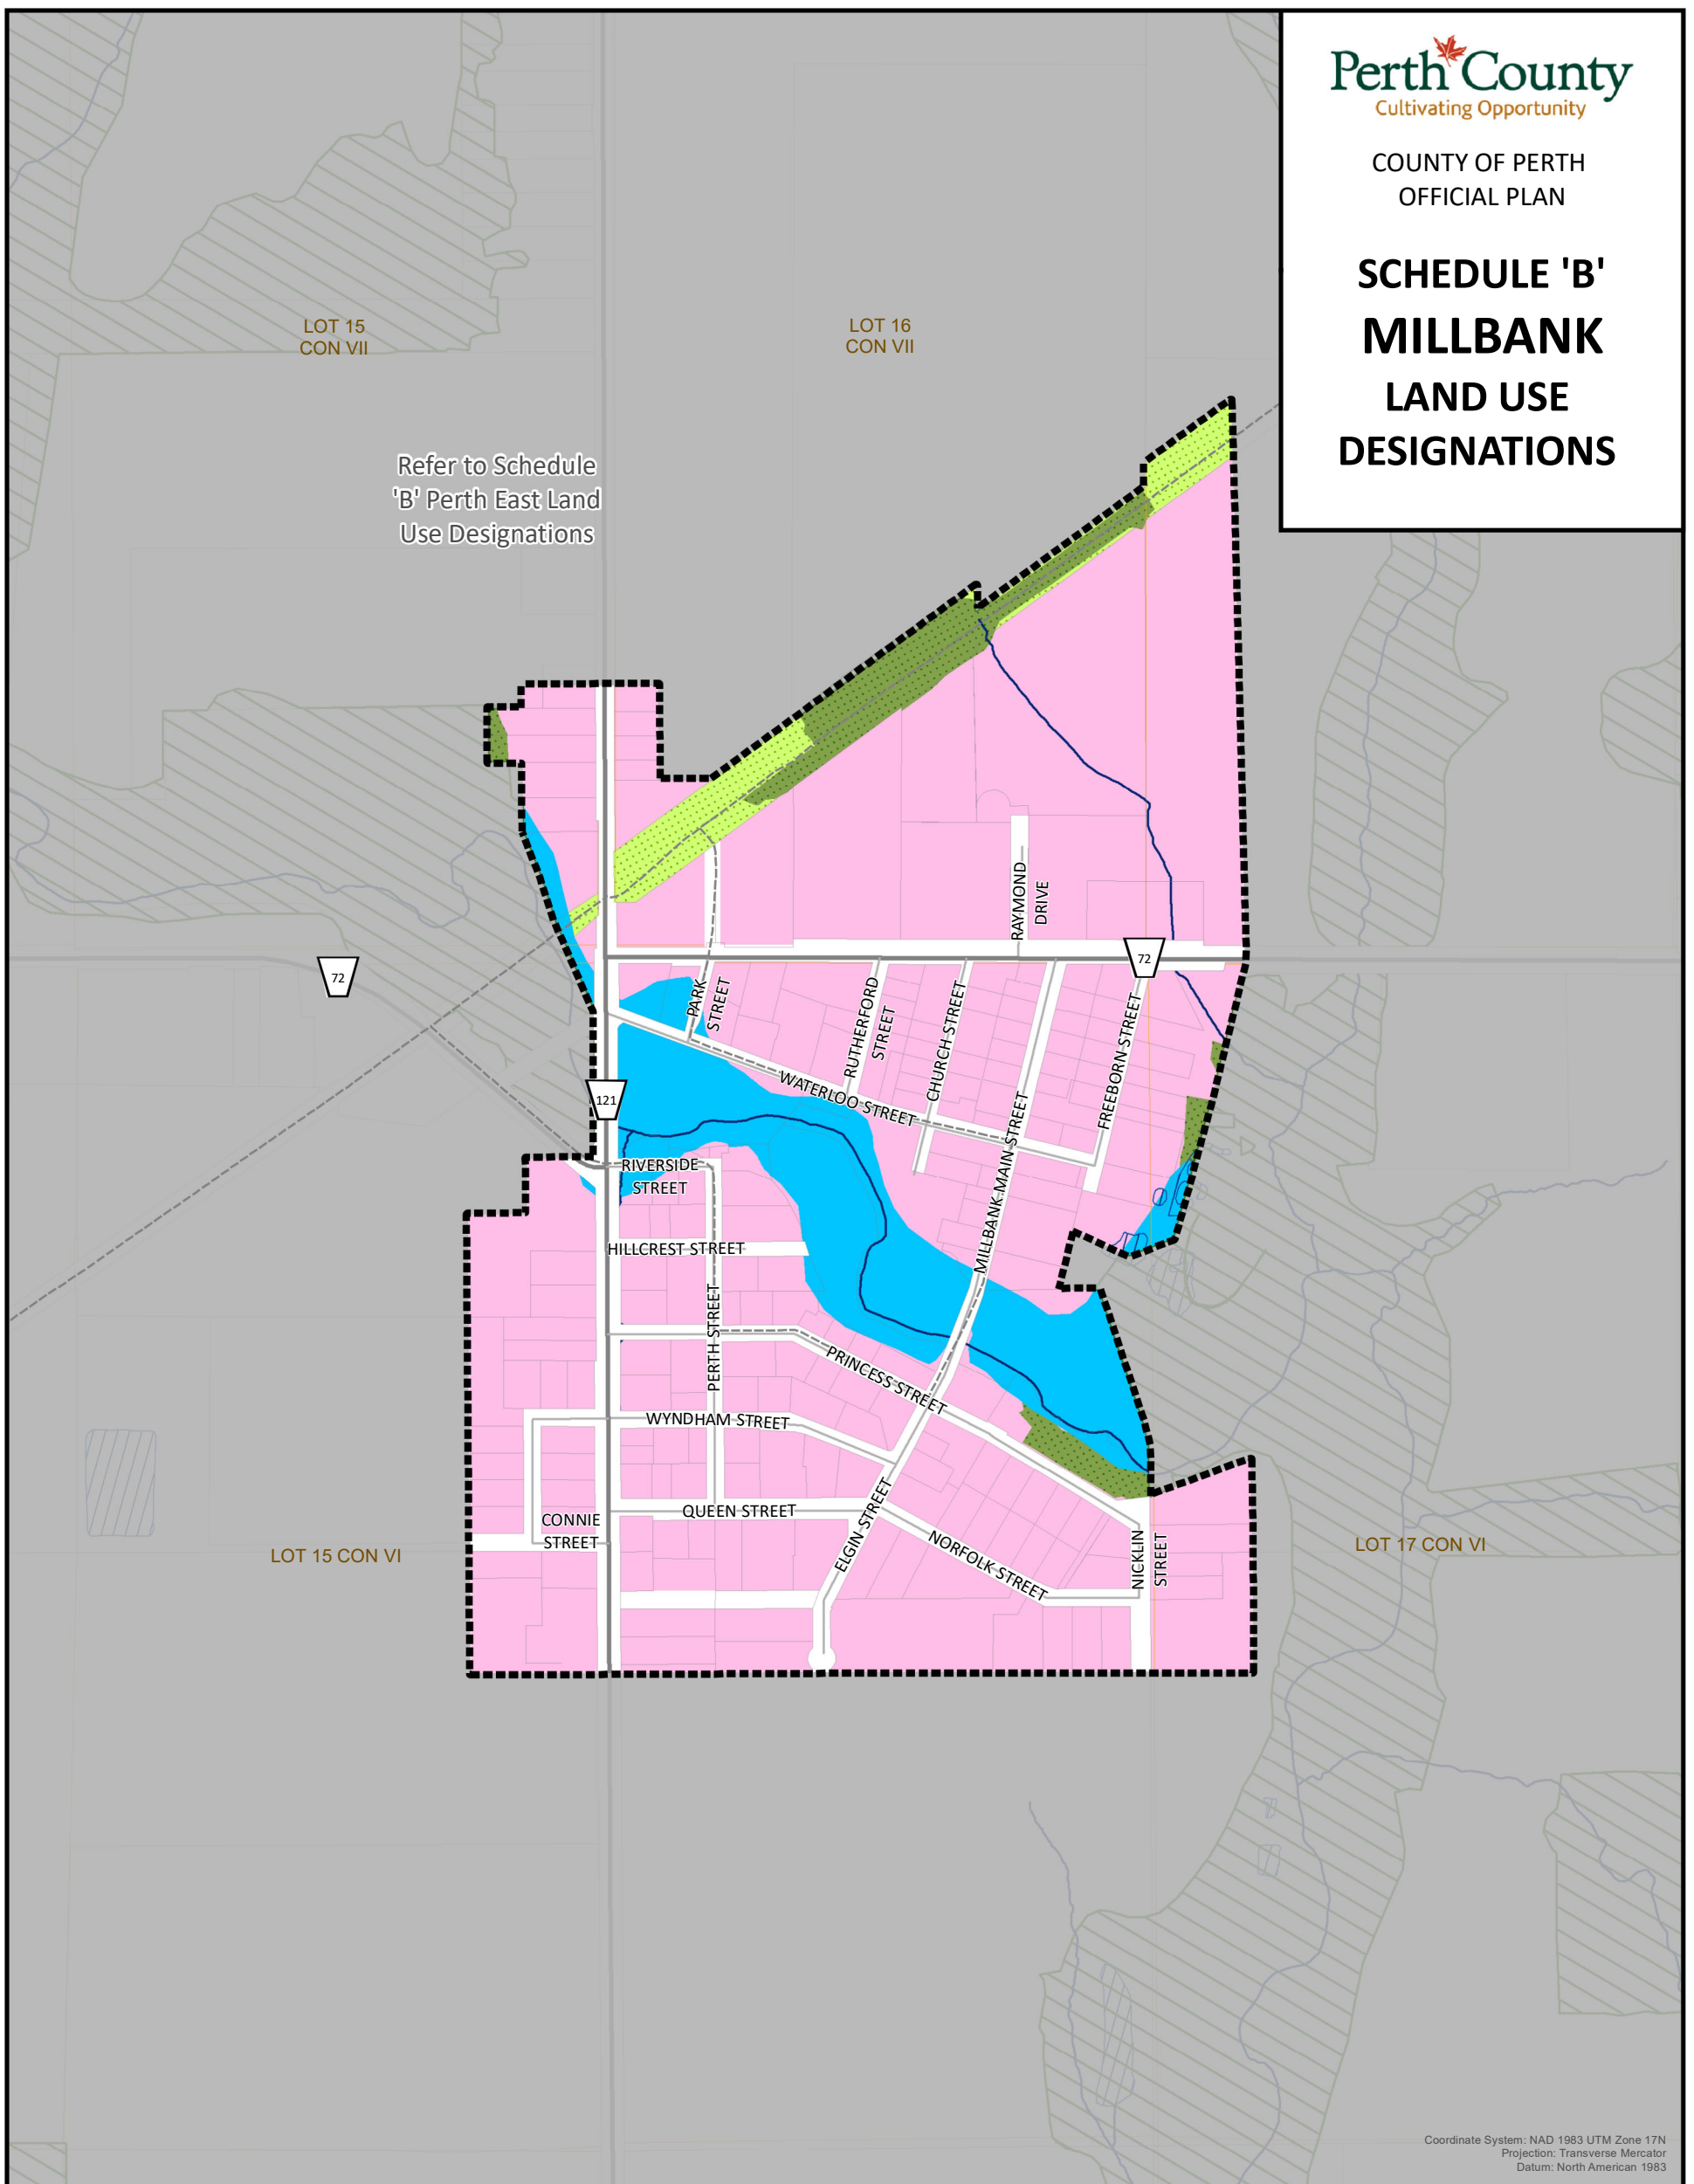 Perth County
Cultivating Opportunity
COUNTY OF PERTH
OFFICIAL PLAN
SCHEDULE 'B'
MILLBANK
LAND USE
DESIGNATIONS
LOT 15
CON VII
LOT 16
CON VII
Refer to Schedule
'B' Perth East Land
Use Designations
RAYMOND
DRIVE
72
72
PARK
STREET
RUTHERFORD
STREET
CHURCH STREET
FREEBORN STREET
WATERLOO STREET
121
MILLBANK MAIN STREET
RIVERSIDE
STREET
HILLCREST STREET
PERTH STREET
PRINCESS STREET
WYNDHAM STREET
QUEEN STREET
CONNIE
STREET
ELGIN STREET
NORFOLK STREET
NICKLIN
STREET
LOT 15 CON VI
LOT 17 CON VI
Coordinate System: NAD 1983 UTM Zone 17N
Projection: Transverse Mercator
Datum: North American 1983